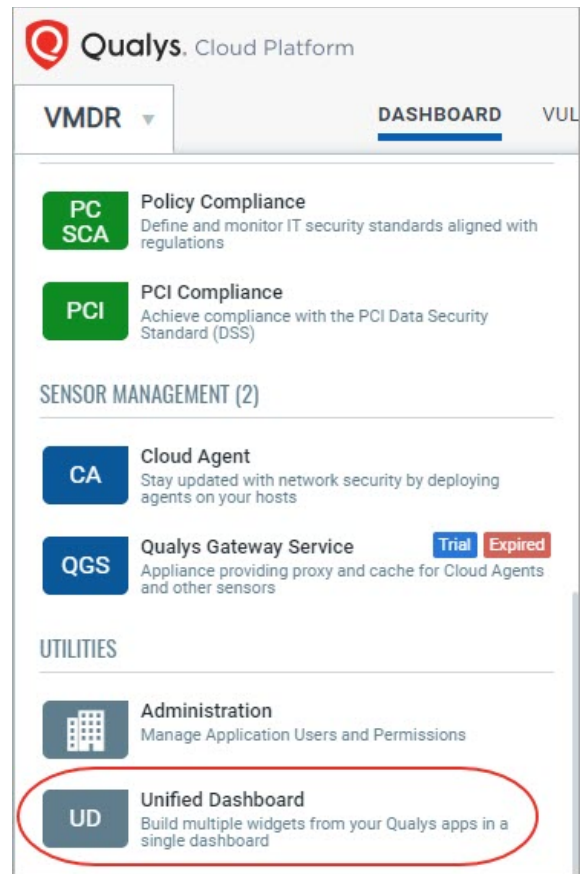 Qualys. Cloud Platform
VMDR
DASHBOARD
VUL
PC
SCA
Policy Compliance
Define and monitor IT security standards aligned with
regulations
PCI
PCI Compliance
Achieve compliance with the PCI Data Security
Standard (DSS)
SENSOR MANAGEMENT (2)
CA
Cloud Agent
Stay updated with network security by deploying
agents on your hosts
QGS
Qualys Gateway Service
Trial
Expired
Appliance providing proxy and cache for Cloud Agents
and other sensors
UTILITIES
Administration
Manage Application Users and Permissions
UD
Unified Dashboard
Build multiple widgets from your Qualys apps in a
single dashboard